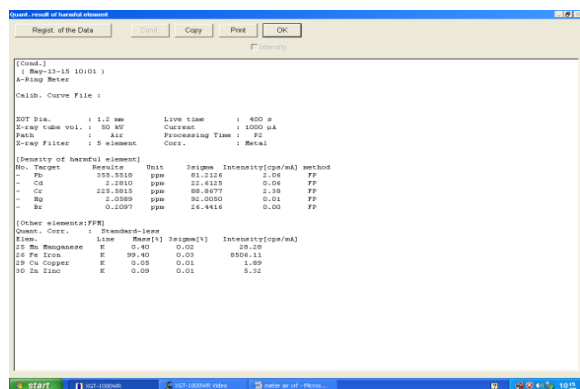 Quant. result of harmful element
Regist. of the Data Cond Copy Print OK
Intensity
[Cond.]
( May-13-15 10:01 )
A-Ring Meter
Calib. Curve File :
XGT Dia. : 1.2 mm Live time : 400 s
X-ray tube vol. : 50 kV Current : 1000 µA
Path : Air Processing Time : P2
X-ray Filter : 5 element Corr. : Metal
[Density of harmful element]
No. Target Results Unit 3sigma Intensity[cps/mA] method
- Pb 355.5518 ppm 81.2126 2.06 FP
- Cd 2.2810 ppm 22.6125 0.06 FP
- Cr 225.5815 ppm 88.8677 2.38 FP
- Hg 2.0589 ppm 92.0050 0.01 FP
- Br 0.2097 ppm 26.4416 0.00 FP
[Other elements:FPM]
Quant. Corr. : Standard-less
Elem. Line Mass[%] 3sigma[%] Intensity[cps/mA]
25 Mn Manganese K 0.40 0.02 28.28
26 Fe Iron K 99.40 0.03 8506.11
29 Cu Copper K 0.05 0.01 1.89
30 Zn Zinc K 0.09 0.01 5.32
start XGT-1000WR XGT-1000WR Video meter air xrf - Micros...